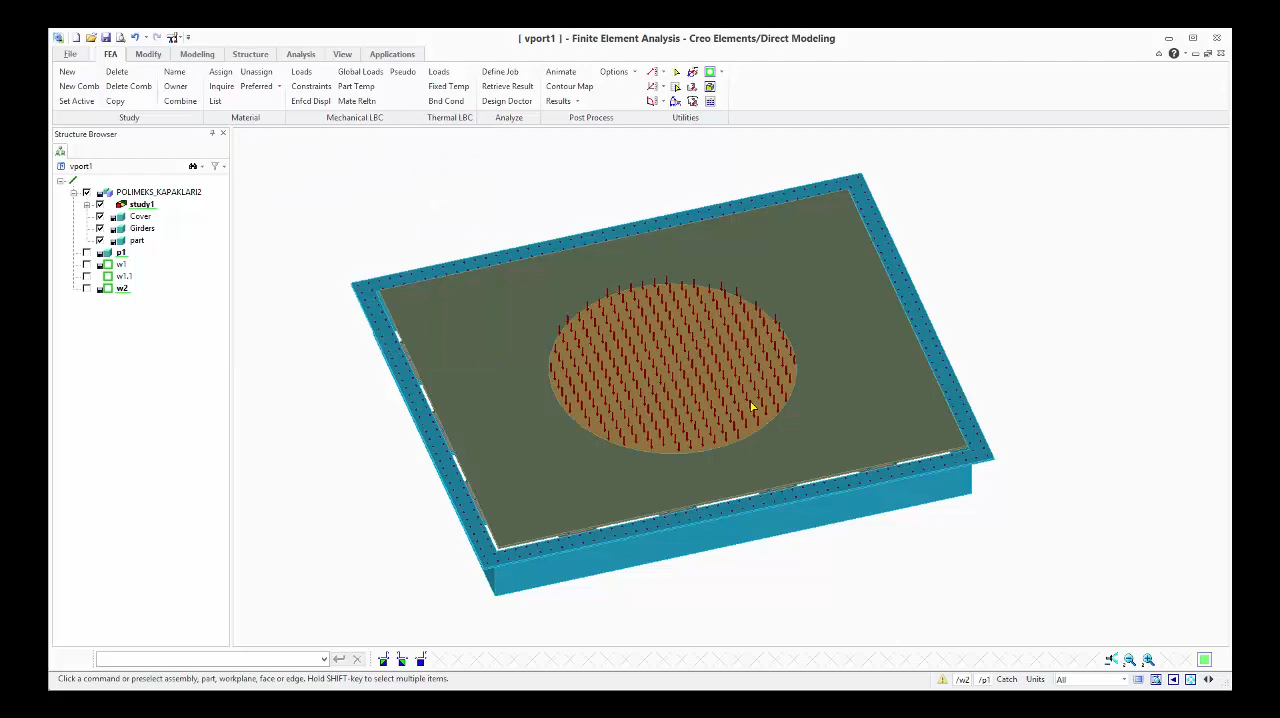 [ vport1 ] - Finite Element Analysis - Creo Elements/Direct Modeling
File FEA Modify Modeling Structure Analysis View Applications
New Delete Name Assign Unassign Loads Global Loads Pseudo Loads Define Job Animate Options
New Comb Delete Comb Owner Inquire Preferred Constraints Part Temp Fixed Temp Retrieve Result Contour Map
Set Active Copy Combine List Enfcd Displ Mate Reltn Bnd Cond Design Doctor Results
Study Material Mechanical LBC Thermal LBC Analyze Post Process Utilities
Structure Browser
vport1
POLIMEKS_KAPAKLARI2
study1
Cover
Girders
part
p1
w1
w1.1
w2
Click a command or preselect assembly, part, workplane, face or edge. Hold SHIFT-key to select multiple items.
/w2 /p1 Catch Units All